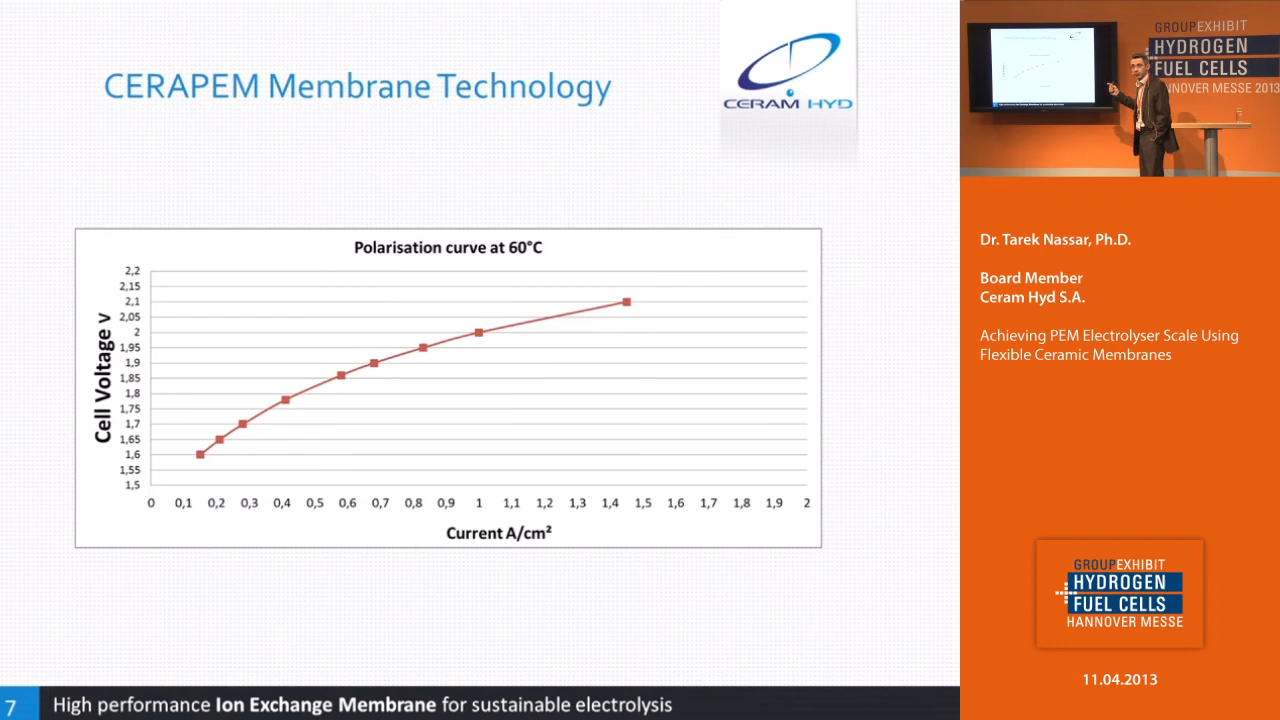 CERAPEM Membrane Technology
CERAM HYD
Polarisation curve at 60°C
Cell Voltage v
2,2
2,15
2,1
2,05
2
1,95
1,9
1,85
1,8
1,75
1,7
1,65
1,6
1,55
1,5
0 0,1 0,2 0,3 0,4 0,5 0,6 0,7 0,8 0,9 1 1,1 1,2 1,3 1,4 1,5 1,6 1,7 1,8 1,9 2
Current A/cm²
7 High performance Ion Exchange Membrane for sustainable electrolysis
GROUPEXHIBIT
HYDROGEN
FUEL CELLS
HANNOVER MESSE 2013
Dr. Tarek Nassar, Ph.D.
Board Member
Ceram Hyd S.A.
Achieving PEM Electrolyser Scale Using
Flexible Ceramic Membranes
GROUPEXHIBIT
HYDROGEN
FUEL CELLS
HANNOVER MESSE
11.04.2013